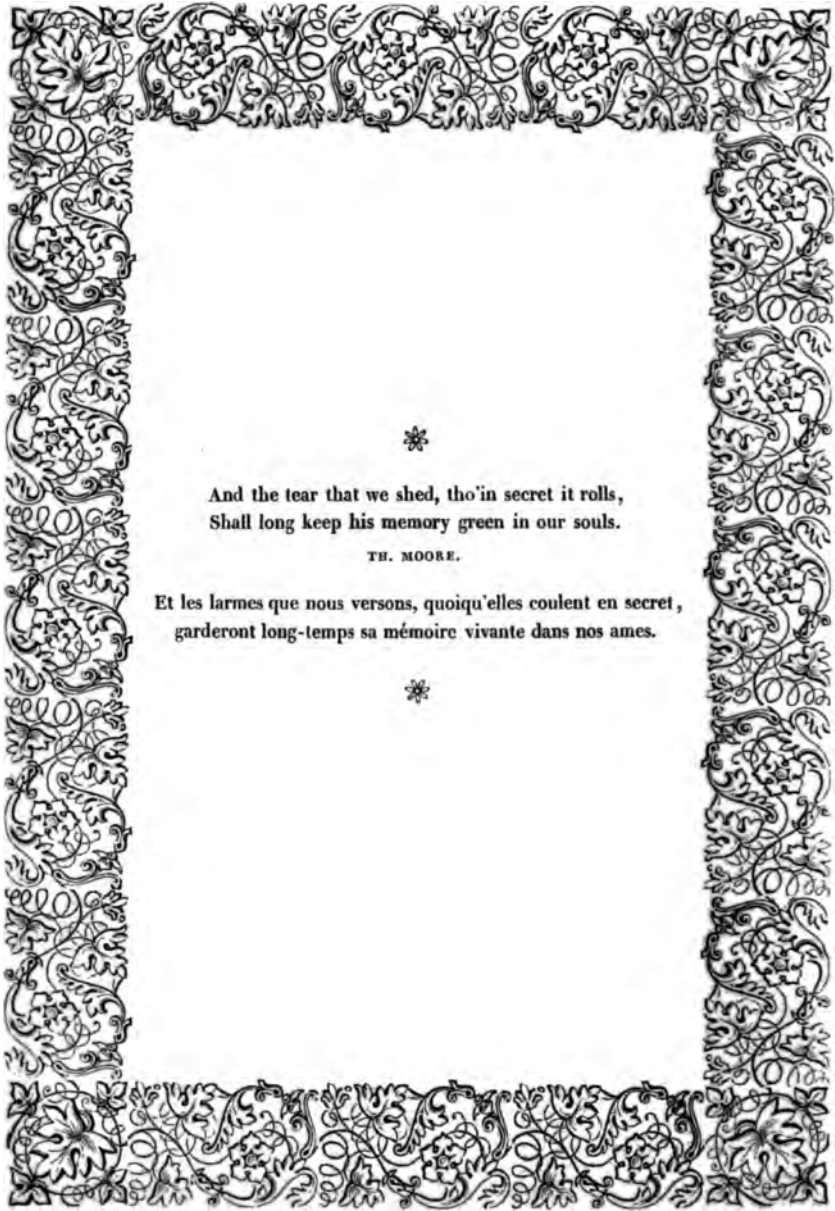 And the tear that we shed, tho'in secret it rolls,
Shall long keep his memory green in our souls.
TH. MOORE.
Et les larmes que nous versons, quoiqu'elles coulent en secret,
garderont long-temps sa mémoire vivante dans nos ames.